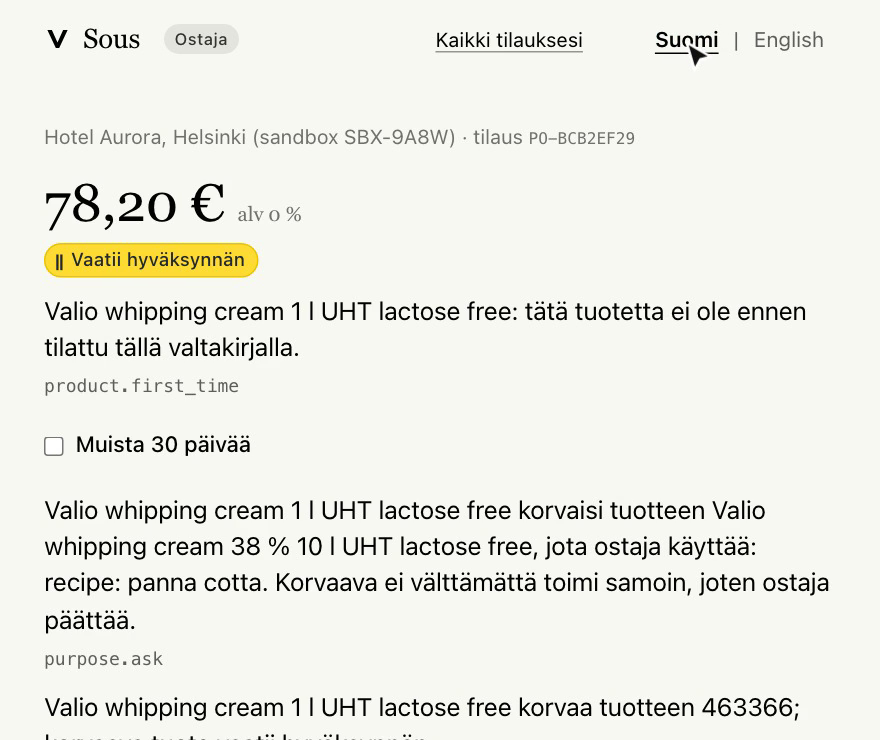 V Sous Ostaja Kaikki tilauksesi Suomi | English
Hotel Aurora, Helsinki (sandbox SBX-9A8W) · tilaus PO-BCB2EF29
78,20 € alv 0 %
|| Vaatii hyväksynnän
Valio whipping cream 1 l UHT lactose free: tätä tuotetta ei ole ennen
tilattu tällä valtakirjalla.
product.first_time
Muista 30 päivää
Valio whipping cream 1 l UHT lactose free korvaisi tuotteen Valio
whipping cream 38 % 10 l UHT lactose free, jota ostaja käyttää:
recipe: panna cotta. Korvaava ei välttämättä toimi samoin, joten ostaja
päättää.
purpose.ask
Valio whipping cream 1 l UHT lactose free korvaa tuotteen 463366;